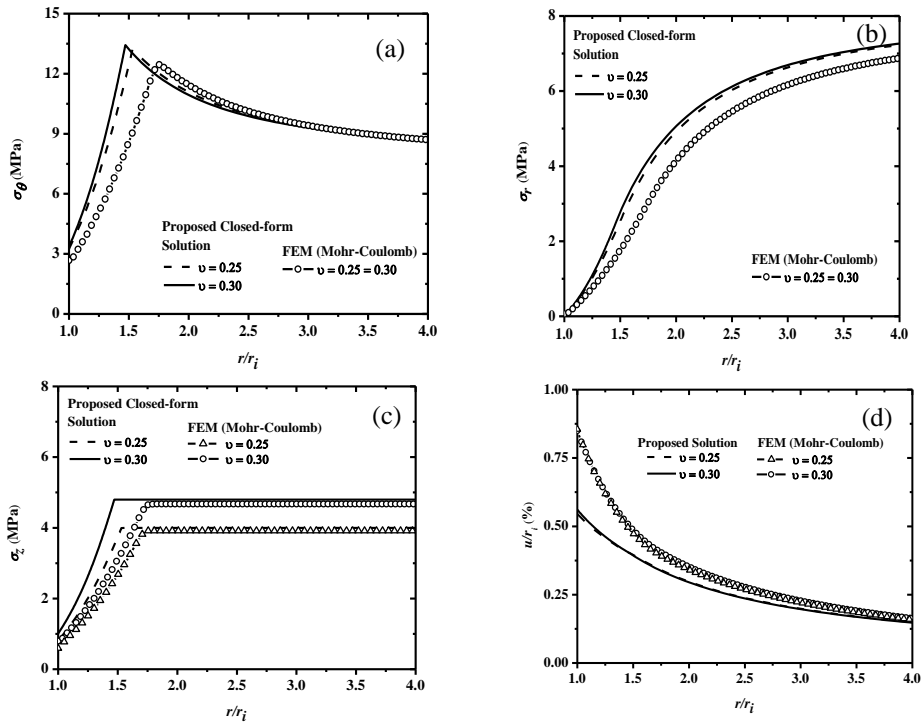 (a)
15
12
9
6
3
0
σθ (MPa)
Proposed Closed-form
Solution
υ = 0.25
υ = 0.30
FEM (Mohr-Coulomb)
υ = 0.25 = 0.30
1.0 1.5 2.0 2.5 3.0 3.5 4.0
r/ri
(b)
8
6
4
2
0
σr (MPa)
Proposed Closed-form
Solution
υ = 0.25
υ = 0.30
FEM (Mohr-Coulomb)
υ = 0.25 = 0.30
1.0 1.5 2.0 2.5 3.0 3.5 4.0
r/ri
(c)
8
6
4
2
0
σz (MPa)
Proposed Closed-form
Solution
υ = 0.25
υ = 0.30
FEM (Mohr-Coulomb)
υ = 0.25
υ = 0.30
1.0 1.5 2.0 2.5 3.0 3.5 4.0
r/ri
(d)
1.00
0.75
0.50
0.25
0.00
u/ri (%)
Proposed Solution
υ = 0.25
υ = 0.30
FEM (Mohr-Coulomb)
υ = 0.25
υ = 0.30
1.0 1.5 2.0 2.5 3.0 3.5 4.0
r/ri